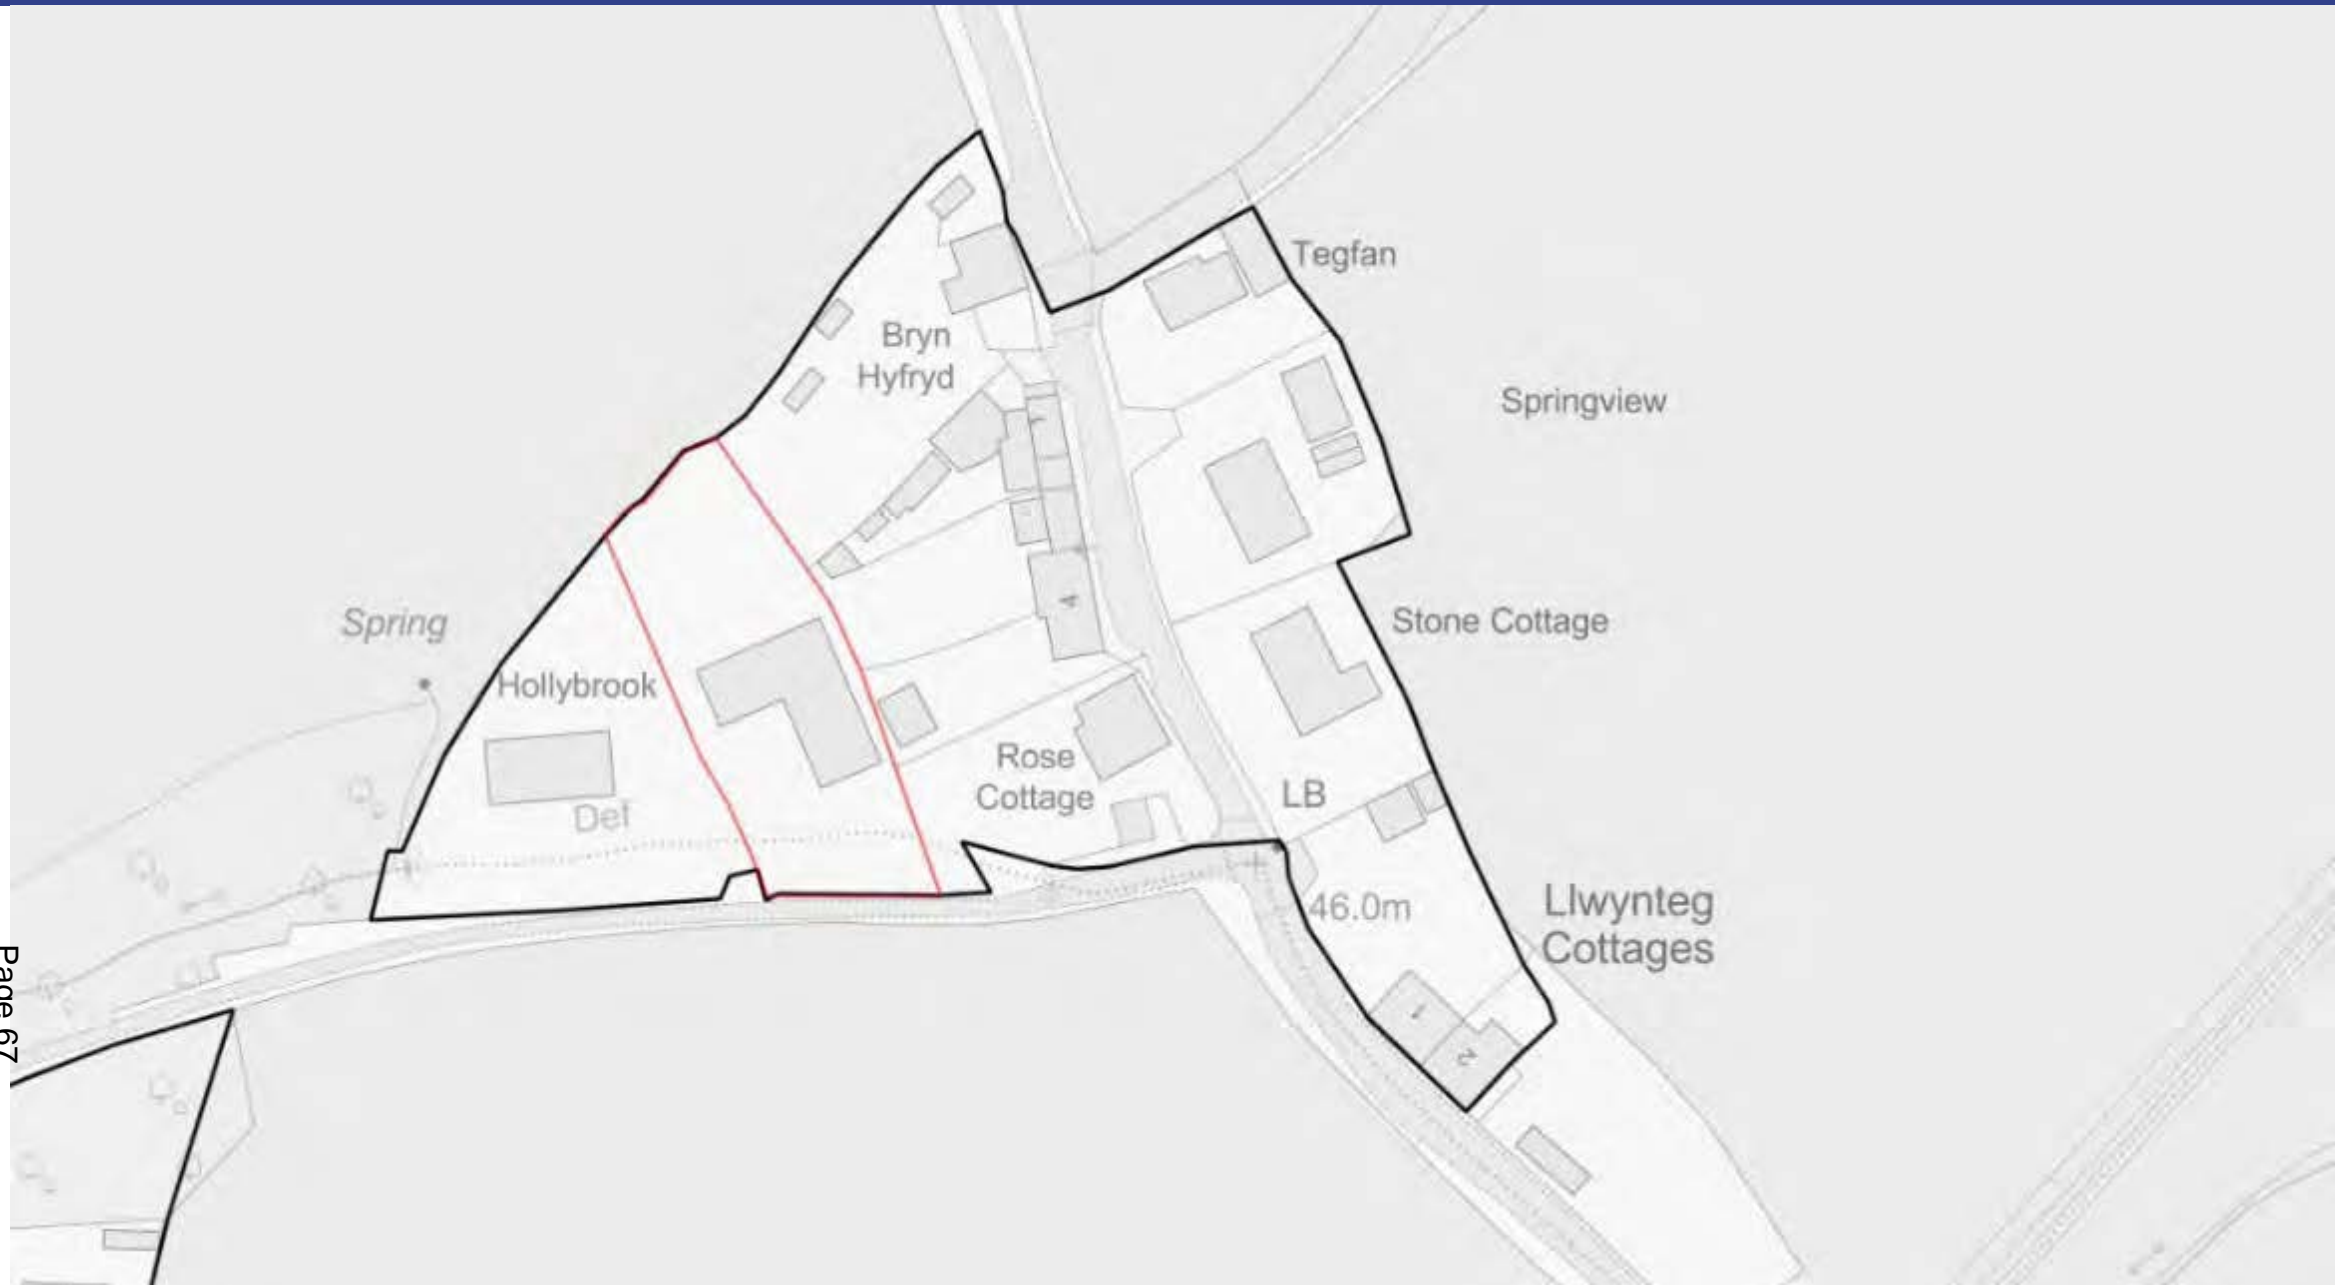 Tegfan
Bryn
Hyfryd
Springview
Spring
Stone Cottage
Hollybrook
4
Rose
Cottage
LB
Def
46.0m
Llwynteg
Cottages
1
2
Page 67